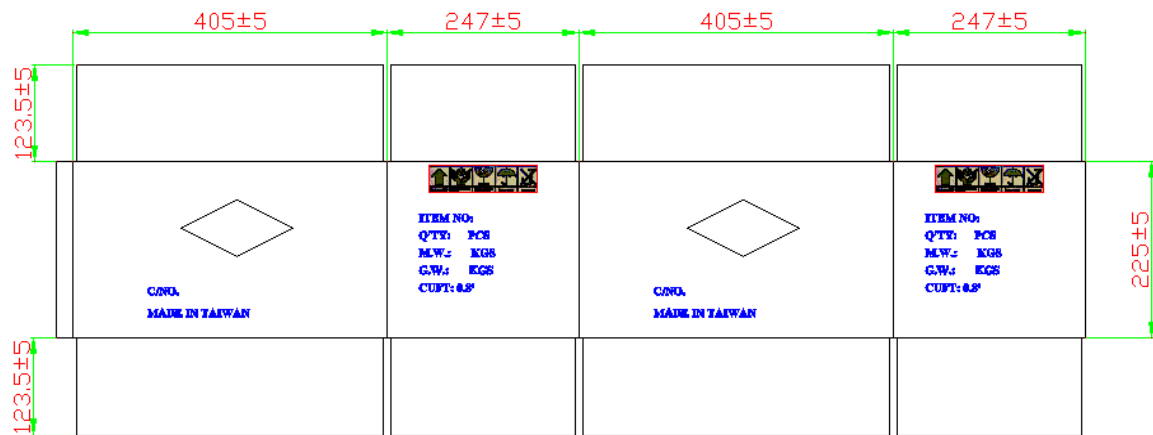 405±5
247±5
405±5
247±5
123.5±5
ITEM NO:
Q'TY: PCS
M.W.: KGS
G.W.: KGS
CUFT: 0.8'
C/NO.
MADE IN TAIWAN
ITEM NO:
Q'TY: PCS
M.W.: KGS
G.W.: KGS
CUFT: 0.8'
C/NO.
MADE IN TAIWAN
225±5
123.5±5